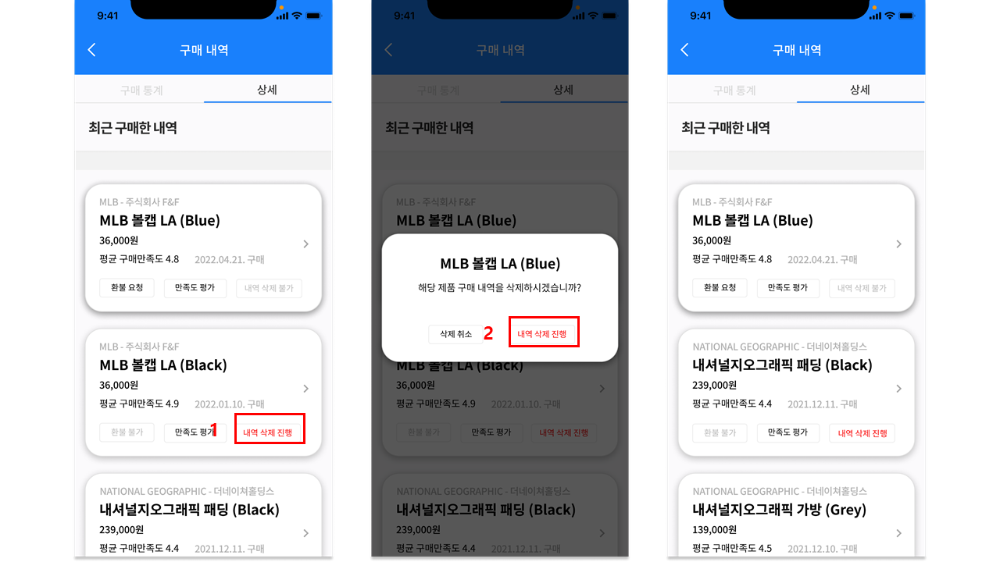 9:41
구매 내역
구매 통계 상세
최근 구매한 내역
MLB - 주식회사 F&F
MLB 볼캡 LA (Blue)
36,000원
평균 구매만족도 4.8 2022.04.21. 구매
환불 요청 만족도 평가 내역 삭제 불가
MLB - 주식회사 F&F
MLB 볼캡 LA (Black)
36,000원
평균 구매만족도 4.9 2022.01.10. 구매
환불 불가 만족도 평가 1 내역 삭제 진행
NATIONAL GEOGRAPHIC - 더네이쳐홀딩스
내셔널지오그래픽 패딩 (Black)
239,000원
평균 구매만족도 4.4 2021.12.11. 구매
9:41
구매 내역
구매 통계 상세
최근 구매한 내역
MLB - 주식회사 F&F
MLB 볼캡 LA (Blue)
MLB 볼캡 LA (Blue)
해당 제품 구매 내역을 삭제하시겠습니까?
삭제 취소 2 내역 삭제 진행
MLB 볼캡 LA (Black)
36,000원
평균 구매만족도 4.9 2022.01.10. 구매
환불 불가 만족도 평가 내역 삭제 진행
NATIONAL GEOGRAPHIC - 더네이쳐홀딩스
내셔널지오그래픽 패딩 (Black)
239,000원
평균 구매만족도 4.4 2021.12.11. 구매
9:41
구매 내역
구매 통계 상세
최근 구매한 내역
MLB - 주식회사 F&F
MLB 볼캡 LA (Blue)
36,000원
평균 구매만족도 4.8 2022.04.21. 구매
환불 요청 만족도 평가 내역 삭제 불가
NATIONAL GEOGRAPHIC - 더네이쳐홀딩스
내셔널지오그래픽 패딩 (Black)
239,000원
평균 구매만족도 4.4 2021.12.11. 구매
환불 불가 만족도 평가 내역 삭제 진행
NATIONAL GEOGRAPHIC - 더네이쳐홀딩스
내셔널지오그래픽 가방 (Grey)
139,000원
평균 구매만족도 4.5 2021.12.10. 구매